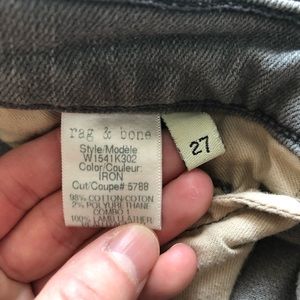 rag & bone
Style/Modèle
W1541K302
Color/Couleur:
IRON
Cut/Coupe# 5788
98% COTTON/COTON
2% POLYURETHANE
COMBO 1
100% LAMB LEATHER
27